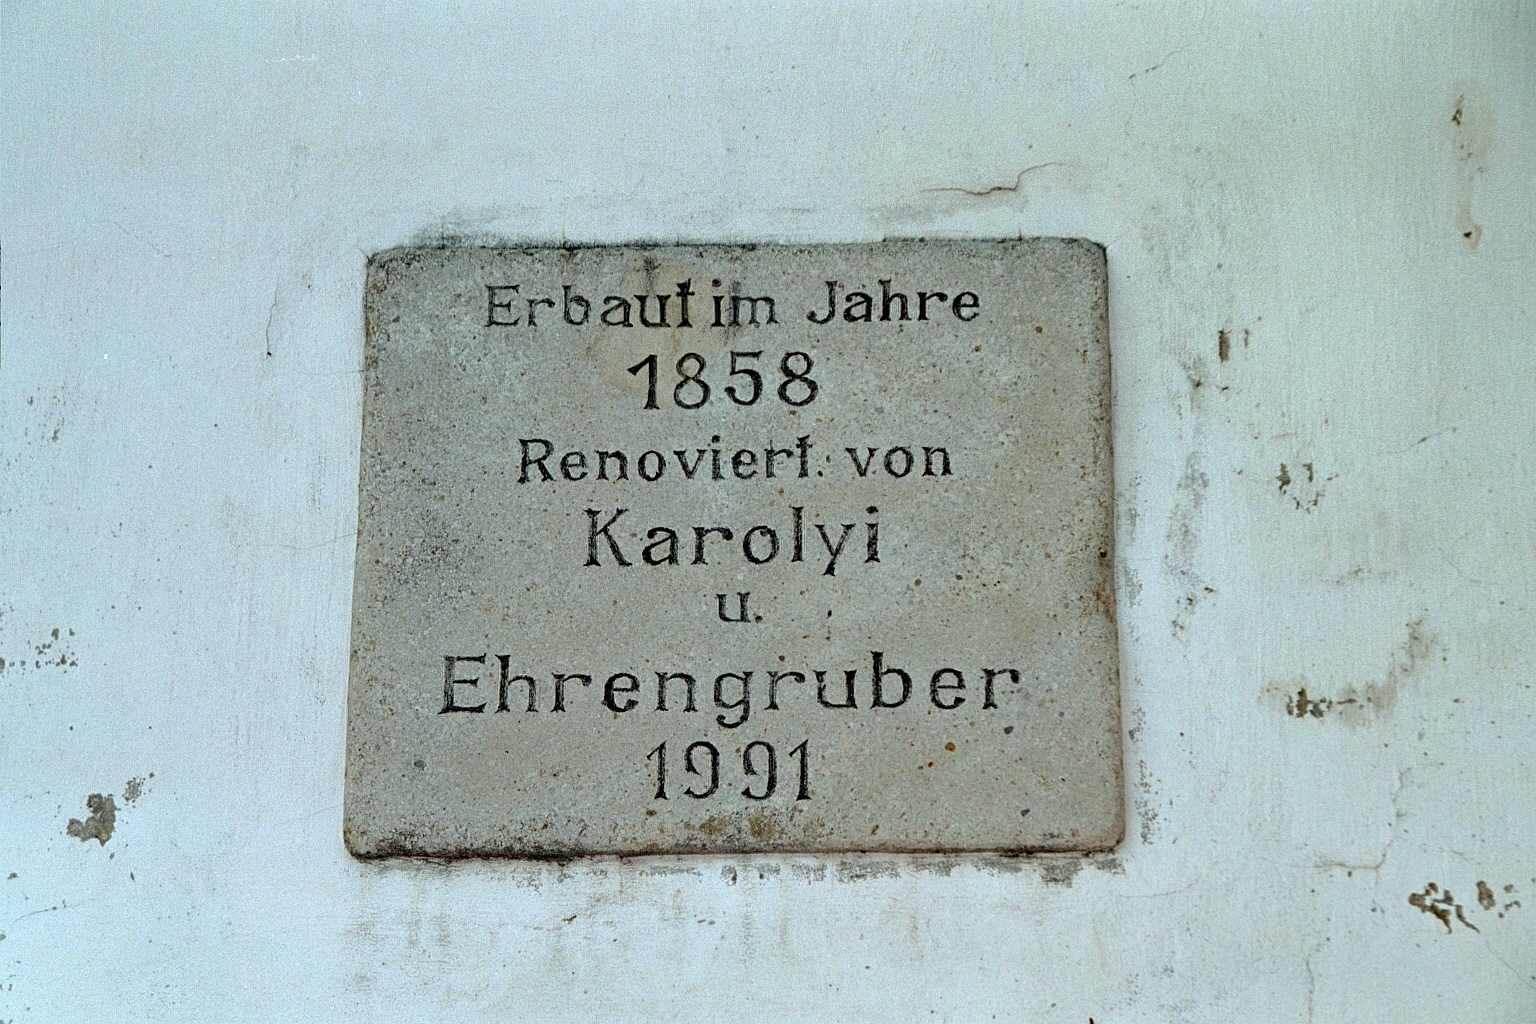 Erbaut im Jahre
1858
Renoviert von
Karolyi
u.
Ehrengruber
1991